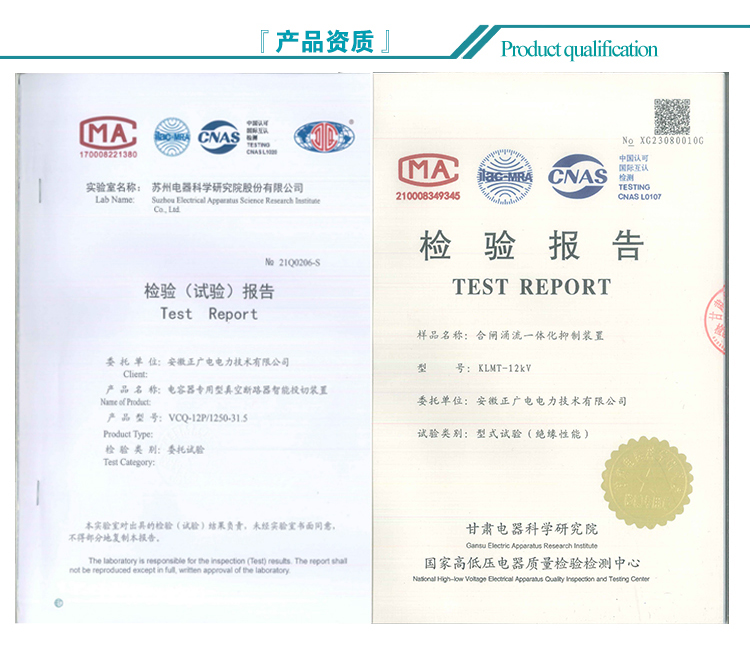 『产品资质』
Product qualification
MA
170008221380
ilac-MRA
CNAS
中国认可
国际互认
检测
TESTING
CNAS L1020
实验室名称：苏州电器科学研究院股份有限公司
Lab Name: Suzhou Electrical Apparatus Science Research Institute
Co., Ltd.
№ 21Q0206-S
检验（试验）报告
Test Report
委托单位：安徽正广电电力技术有限公司
Client:
产品名称：电容器专用型真空断路器智能投切装置
Name of Product:
产品型号：VCQ-12P/1250-31.5
Product Type:
检验类别：委托试验
Test Category:
本实验室对出具的检验（试验）结果负责，未经实验室书面同意，
不得部分地复制本报告。
The laboratory is responsible for the inspection (Test) results. The report shall
not be reproduced except in full, written approval of the laboratory.
No XG23080010G
MA
210008349345
ilac-MRA
CNAS
中国认可
国际互认
检测
TESTING
CNAS L0107
检验报告
TEST REPORT
样品名称：合闸涌流一体化抑制装置
型号：KLMT-12kV
委托单位：安徽正广电电力技术有限公司
试验类别：型式试验（绝缘性能）
甘肃电器科学研究院
Gansu Electric Apparatus Research Institute
国家高低压电器质量检验检测中心
National High-low Voltage Electrical Apparatus Quality Inspection and Testing Center